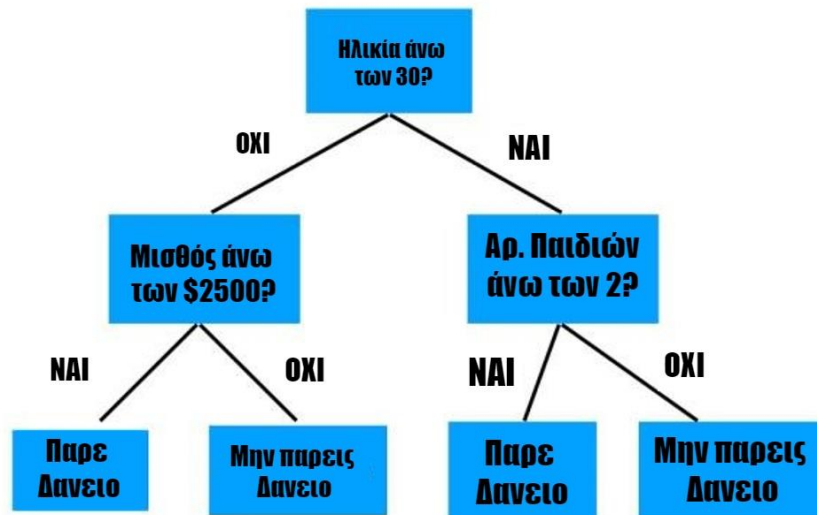 Ηλικία άνω
των 30?
ΟΧΙ
ΝΑΙ
Μισθός άνω
των $2500?
Αρ. Παιδιών
άνω των 2?
ΝΑΙ
ΟΧΙ
ΝΑΙ
ΟΧΙ
Παρε
Δανειο
Μην παρεις
Δανειο
Παρε
Δανειο
Μην παρεις
Δανειο